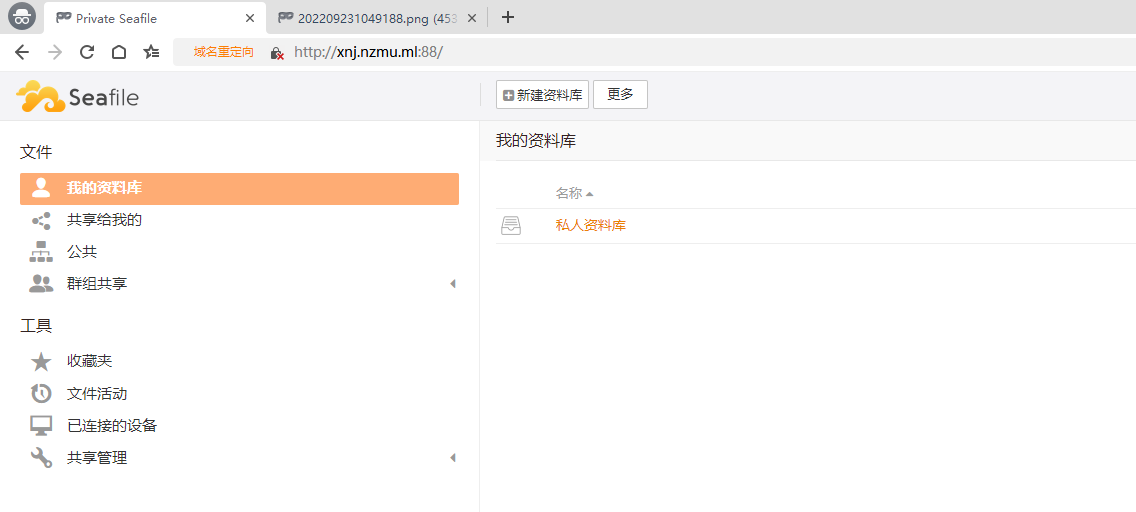 Private Seafile
202209231049188.png (453
域名重定向
http://xnj.nzmu.ml:88/
Seafile
新建资料库
更多
文件
我的资料库
共享给我的
公共
群组共享
工具
收藏夹
文件活动
已连接的设备
共享管理
我的资料库
名称
私人资料库